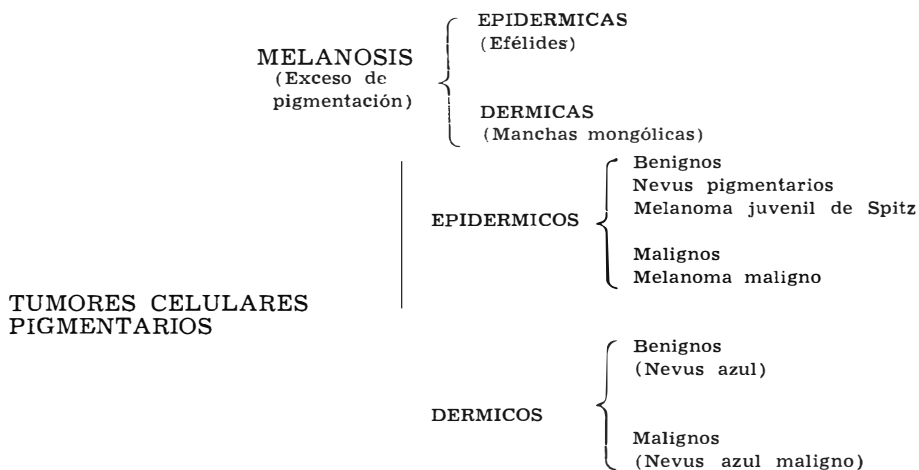 EPIDERMICAS
(Efélides)
MELANOSIS
(Exceso de
pigmentación)
DERMICAS
(Manchas mongólicas)
Benignos
Nevus pigmentarios
Melanoma juvenil de Spitz
EPIDERMICOS
Malignos
Melanoma maligno
TUMORES CELULARES
PIGMENTARIOS
Benignos
(Nevus azul)
DERMICOS
Malignos
(Nevus azul maligno)